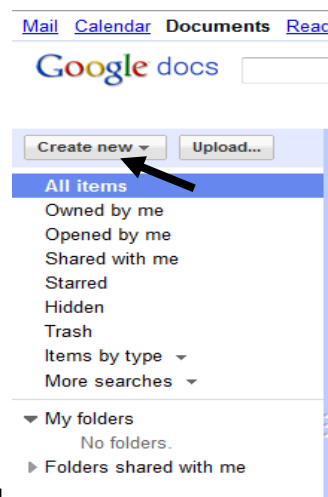 Mail Calendar Documents Read
Google docs
Create new Upload...
All items
Owned by me
Opened by me
Shared with me
Starred
Hidden
Trash
Items by type
More searches
My folders
No folders.
Folders shared with me